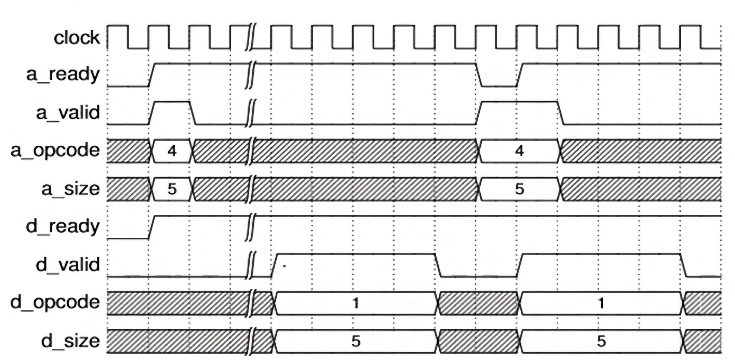 clock
a_ready
a_valid
a_opcode 4 4
a_size 5 5
d_ready
d_valid
d_opcode 1 1
d_size 5 5